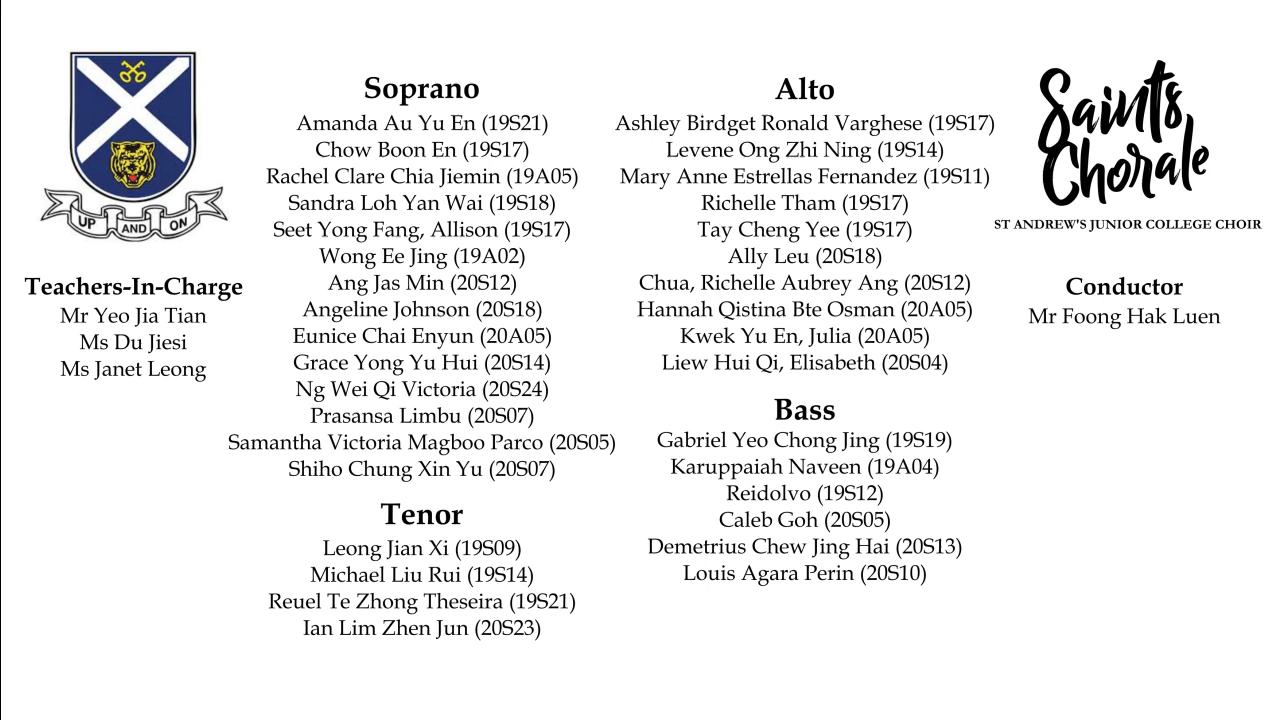 UP AND ON
Teachers-In-Charge
Mr Yeo Jia Tian
Ms Du Jiesi
Ms Janet Leong
Soprano
Amanda Au Yu En (19S21)
Chow Boon En (19S17)
Rachel Clare Chia Jiemin (19A05)
Sandra Loh Yan Wai (19S18)
Seet Yong Fang, Allison (19S17)
Wong Ee Jing (19A02)
Ang Jas Min (20S12)
Angeline Johnson (20S18)
Eunice Chai Enyun (20A05)
Grace Yong Yu Hui (20S14)
Ng Wei Qi Victoria (20S24)
Prasansa Limbu (20S07)
Samantha Victoria Magboo Parco (20S05)
Shiho Chung Xin Yu (20S07)
Tenor
Leong Jian Xi (19S09)
Michael Liu Rui (19S14)
Reuel Te Zhong Theseira (19S21)
Ian Lim Zhen Jun (20S23)
Alto
Ashley Birdget Ronald Varghese (19S17)
Levene Ong Zhi Ning (19S14)
Mary Anne Estrellas Fernandez (19S11)
Richelle Tham (19S17)
Tay Cheng Yee (19S17)
Ally Leu (20S18)
Chua, Richelle Aubrey Ang (20S12)
Hannah Qistina Bte Osman (20A05)
Kwek Yu En, Julia (20A05)
Liew Hui Qi, Elisabeth (20S04)
Bass
Gabriel Yeo Chong Jing (19S19)
Karuppaiah Naveen (19A04)
Reidolvo (19S12)
Caleb Goh (20S05)
Demetrius Chew Jing Hai (20S13)
Louis Agara Perin (20S10)
Saints
Chorale
ST ANDREW'S JUNIOR COLLEGE CHOIR
Conductor
Mr Foong Hak Luen